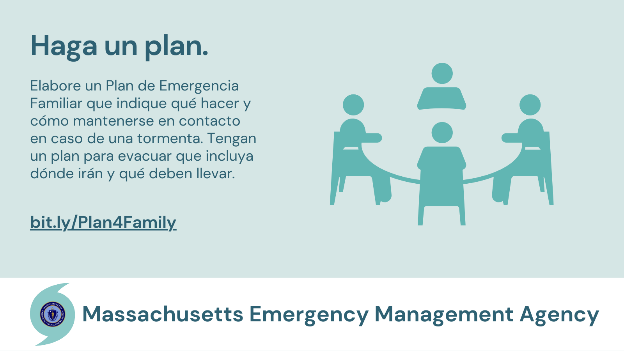 Haga un plan.
Elabore un Plan de Emergencia
Familiar que indique qué hacer y
cómo mantenerse en contacto
en caso de una tormenta. Tengan
un plan para evacuar que incluya
dónde irán y qué deben llevar.
bit.ly/Plan4Family
Massachusetts Emergency Management Agency